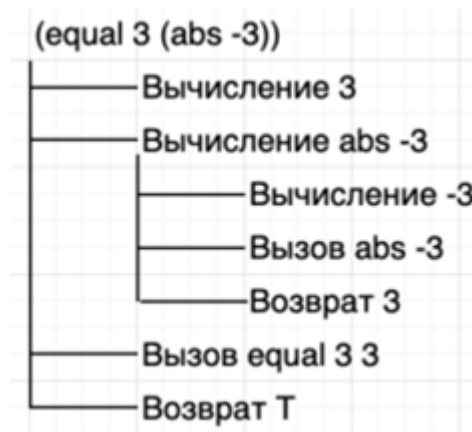 (equal 3 (abs -3))
Вычисление 3
Вычисление abs -3
Вычисление -3
Вызов abs -3
Возврат 3
Вызов equal 3 3
Возврат T